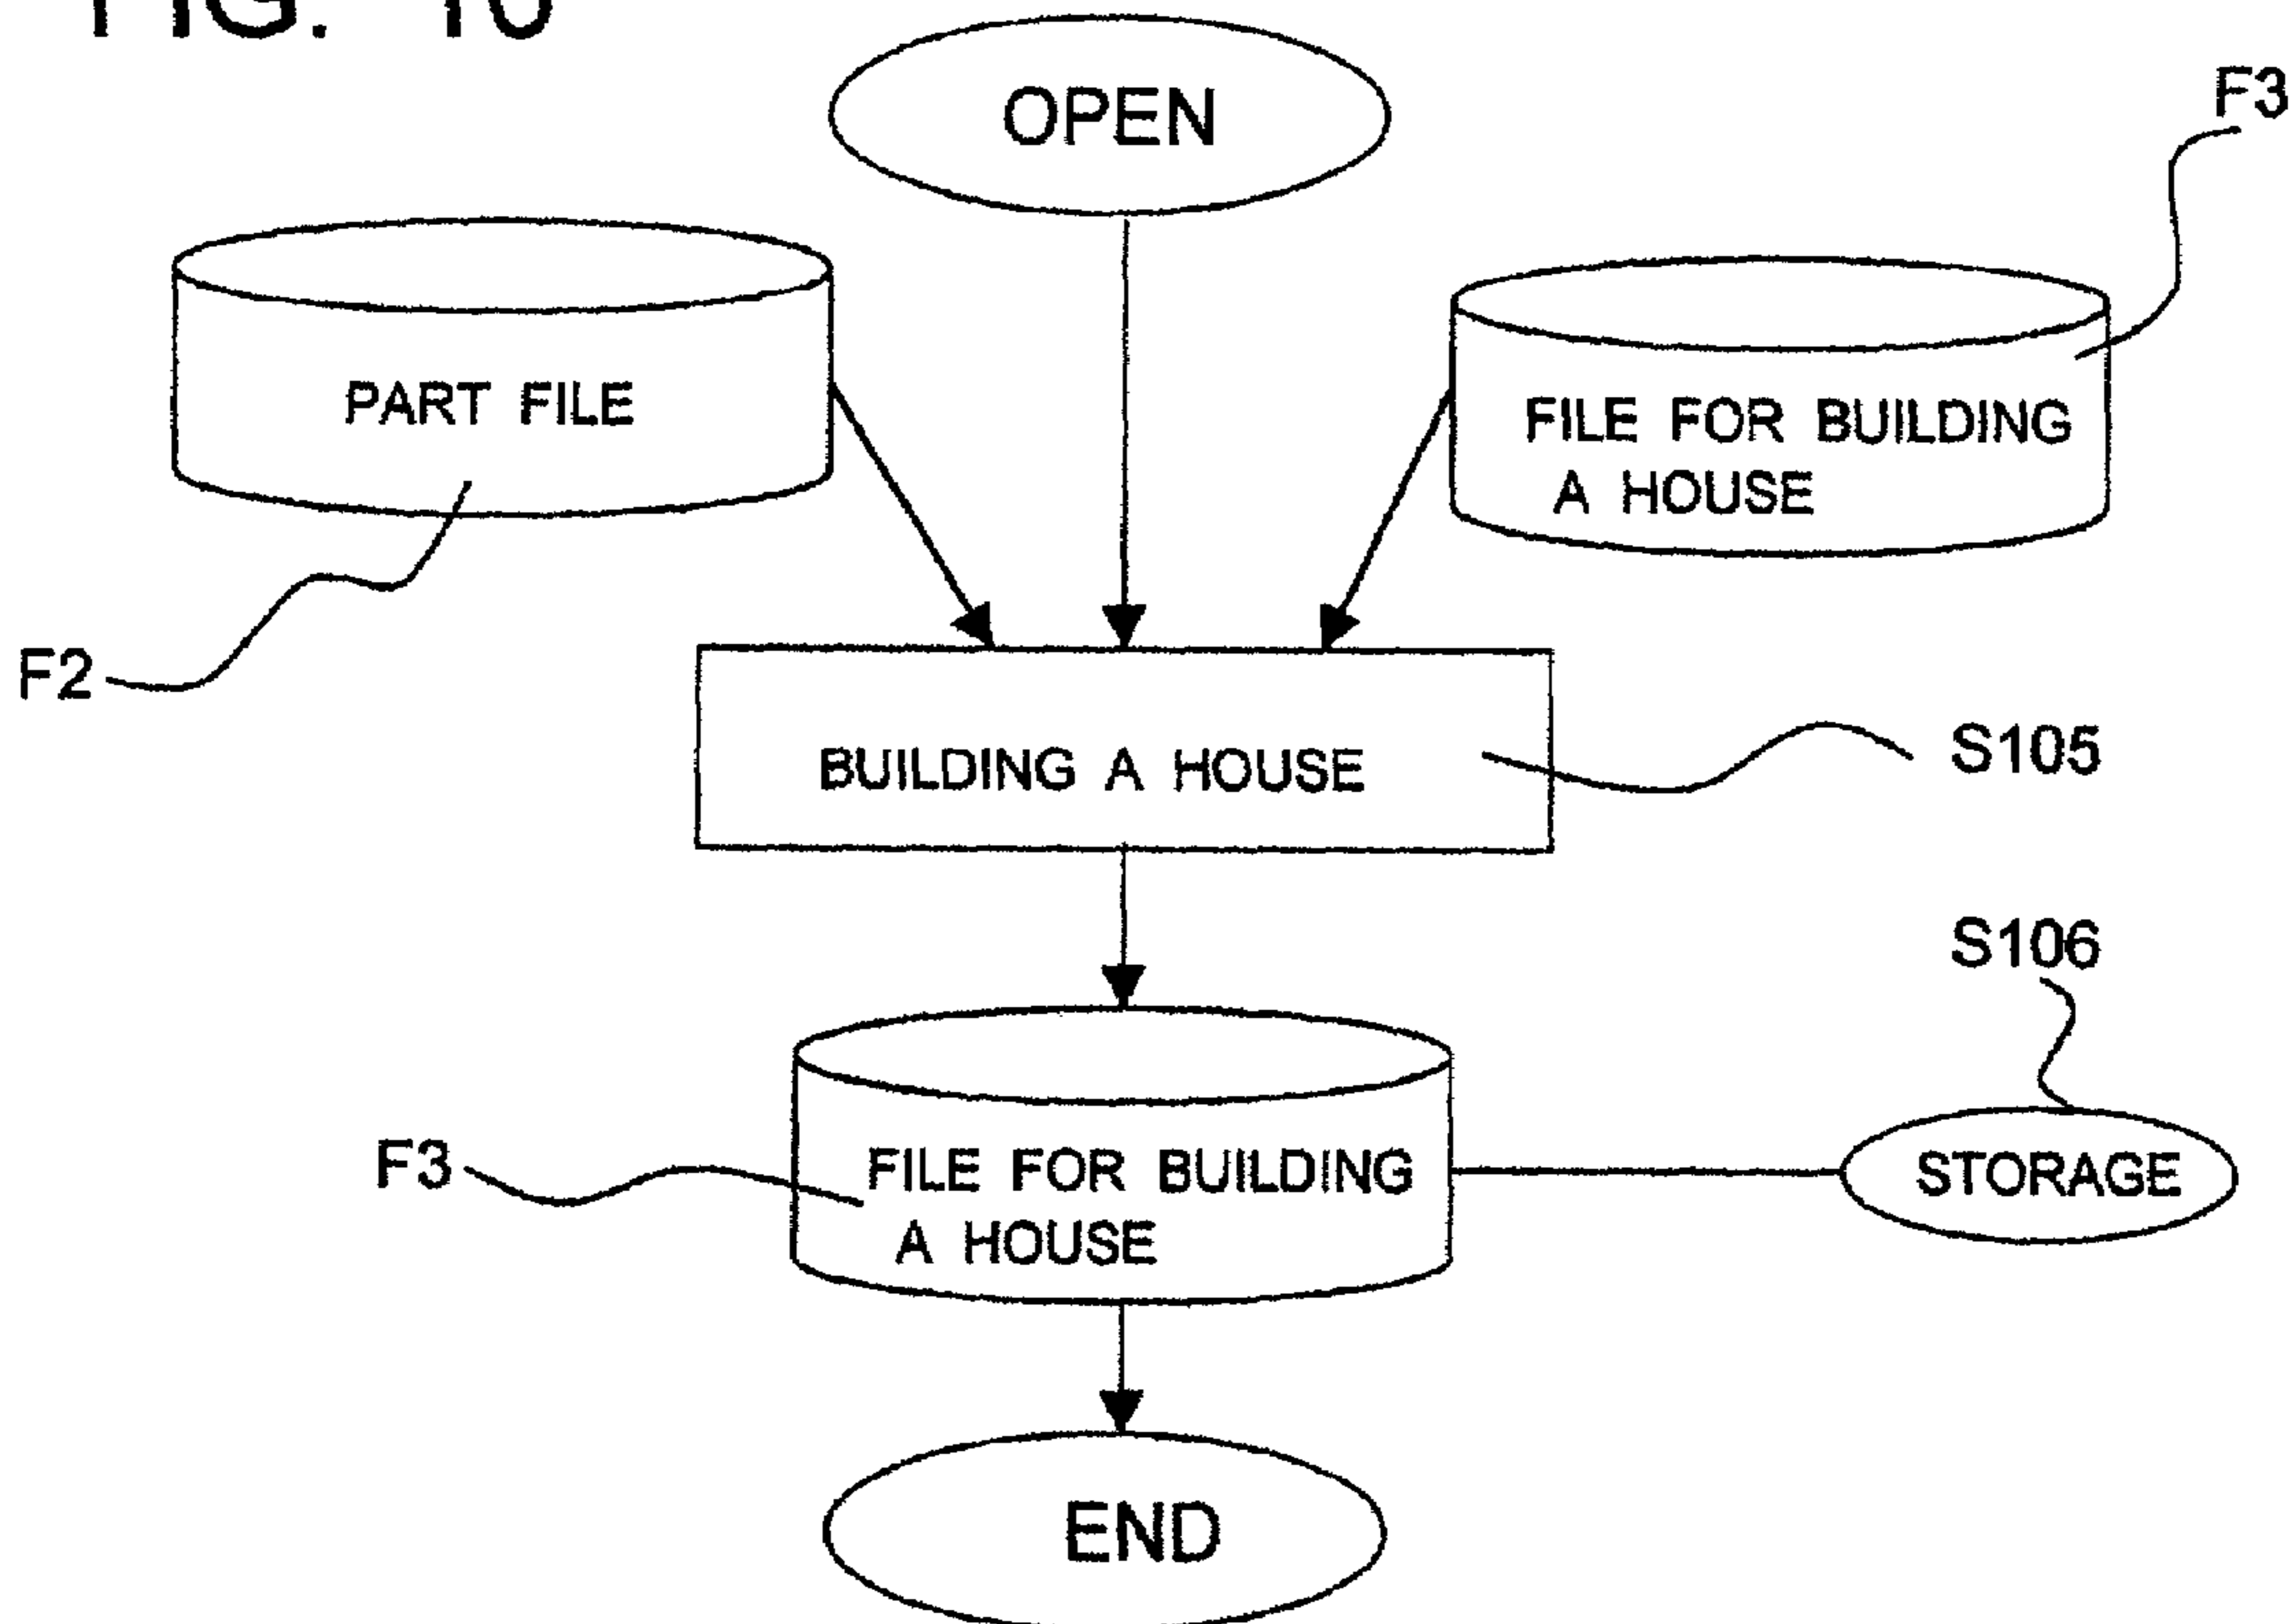 FIG. 10
OPEN
F3
PART FILE
FILE FOR BUILDING
A HOUSE
F2
BUILDING A HOUSE
S105
S106
F3
FILE FOR BUILDING
A HOUSE
STORAGE
END